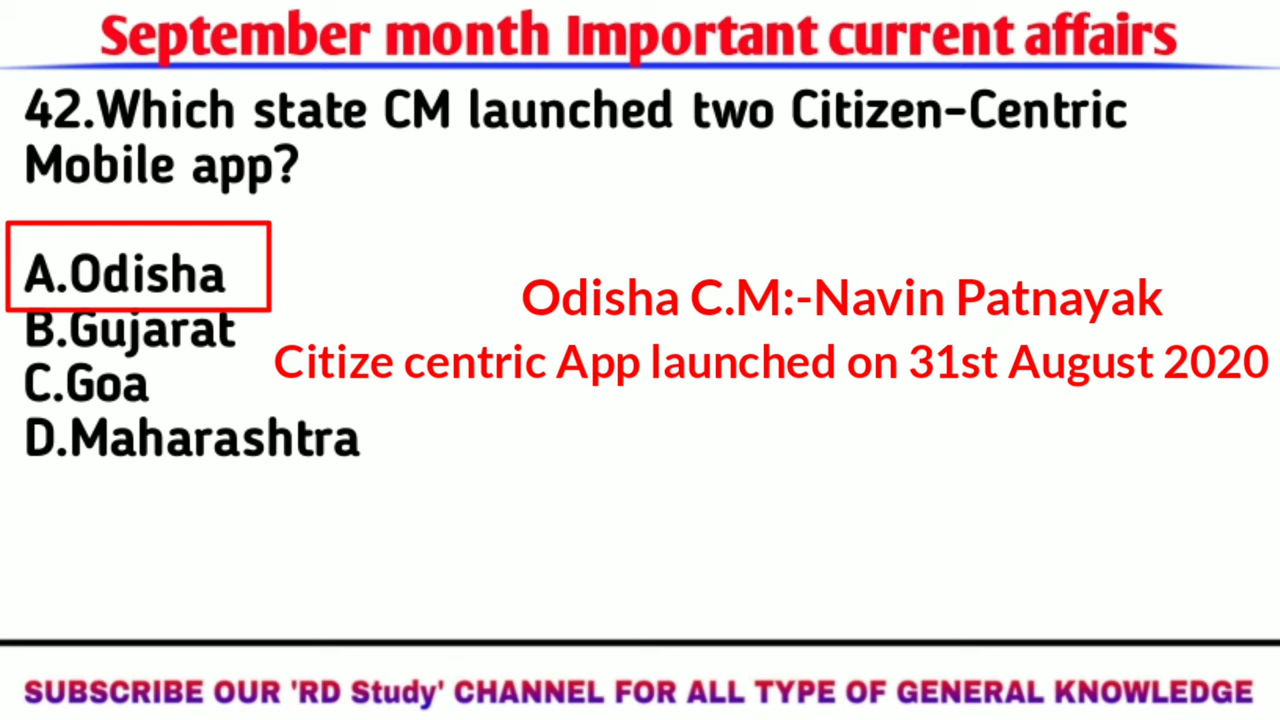 September month Important current affairs
42.Which state CM launched two Citizen-Centric
Mobile app?
A.Odisha
B.Gujarat
C.Goa
D.Maharashtra
Odisha C.M:-Navin Patnayak
Citize centric App launched on 31st August 2020
SUBSCRIBE OUR 'RD Study' CHANNEL FOR ALL TYPE OF GENERAL KNOWLEDGE